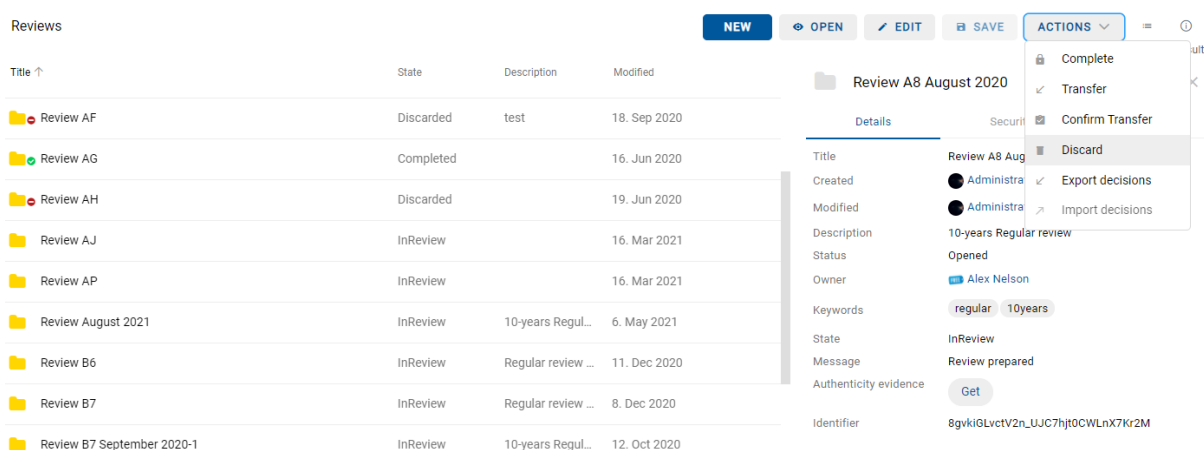 Reviews NEW OPEN EDIT SAVE ACTIONS
Title State Description Modified
Review AF Discarded test 18. Sep 2020
Review AG Completed 16. Jun 2020
Review AH Discarded 19. Jun 2020
Review AJ InReview 16. Mar 2021
Review AP InReview 16. Mar 2021
Review August 2021 InReview 10-years Regul... 6. May 2021
Review B6 InReview Regular review ... 11. Dec 2020
Review B7 InReview Regular review ... 8. Dec 2020
Review B7 September 2020-1 InReview 10-years Regul... 12. Oct 2020
Review A8 August 2020
Details Securit
Title Review A8 Aug
Created Administra
Modified Administra
Description 10-years Regular review
Status Opened
Owner Alex Nelson
Keywords regular 10years
State InReview
Message Review prepared
Authenticity evidence Get
Identifier 8gvkiGLvctV2n_UJC7hjt0CWLnX7Kr2M
Complete
Transfer
Confirm Transfer
Discard
Export decisions
Import decisions